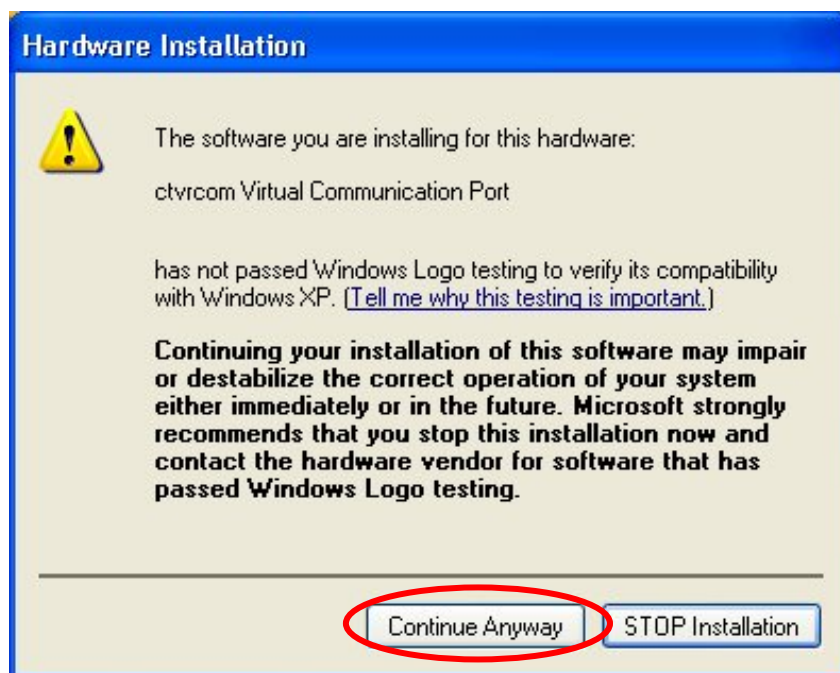 Hardware Installation
The software you are installing for this hardware:
ctvrcom Virtual Communication Port
has not passed Windows Logo testing to verify its compatibility
with Windows XP. (Tell me why this testing is important.)
Continuing your installation of this software may impair
or destabilize the correct operation of your system
either immediately or in the future. Microsoft strongly
recommends that you stop this installation now and
contact the hardware vendor for software that has
passed Windows Logo testing.
Continue Anyway STOP Installation